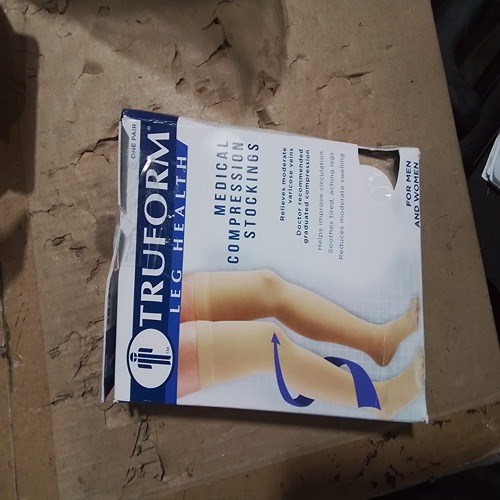 ONE PAIR
TRUFORM®
LEG HEALTH
TM
MEDICAL
COMPRESSION
STOCKINGS
Relieves moderate
varicose veins
Doctor recommended
graduated compression
Helps improve circulation
Soothes tired, aching legs
Reduces moderate swelling
FOR MEN
AND WOMEN